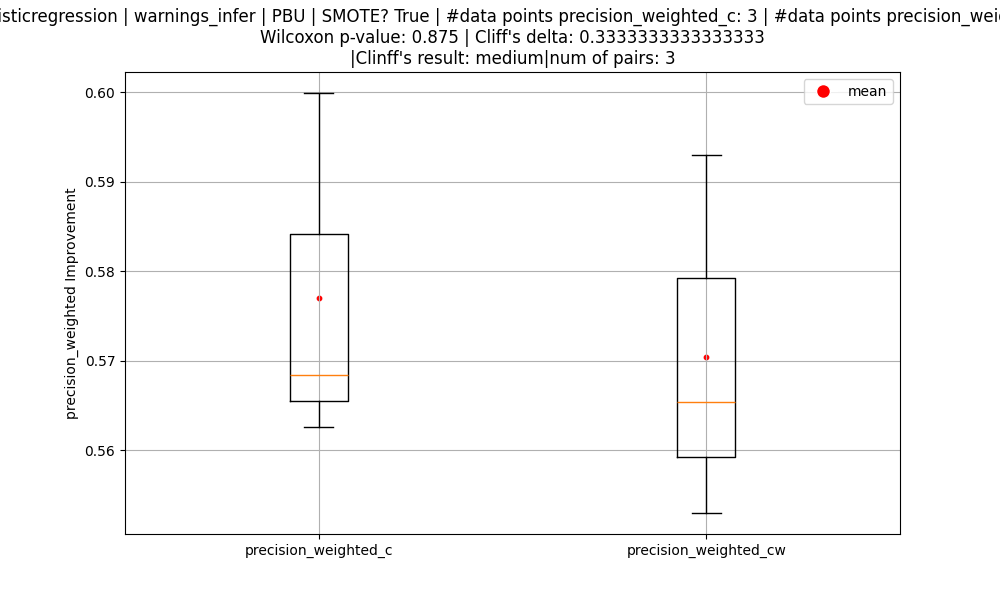 isticregression | warnings_infer | PBU | SMOTE? True | #data points precision_weighted_c: 3 | #data points
Wilcoxon p-value: 0.875 | Cliff's delta: 0.3333333333333333
|Clinff's result: medium|num of pairs: 3
mean
0.60
0.59
0.58
0.57
0.56
precision_weighted Improvement
precision_weighted_c
precision_weighted_cw